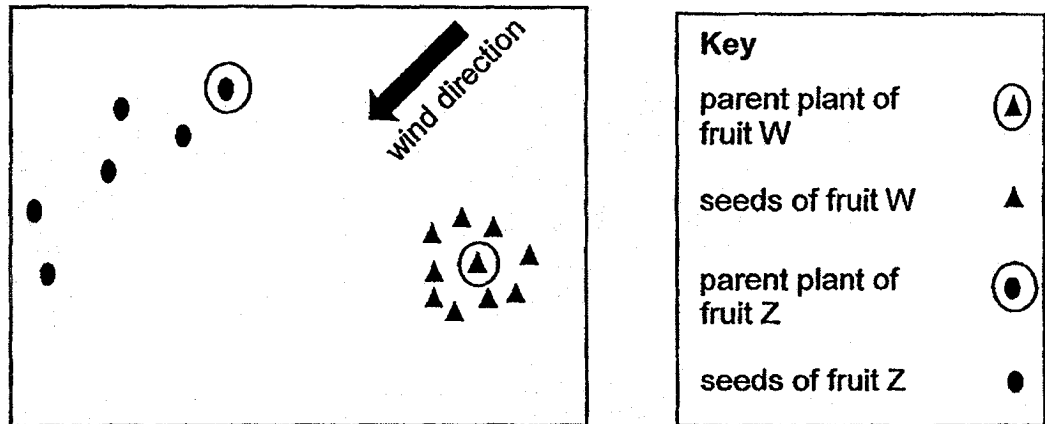 wind direction
Key
parent plant of
fruit W
seeds of fruit W
parent plant of
fruit Z
seeds of fruit Z